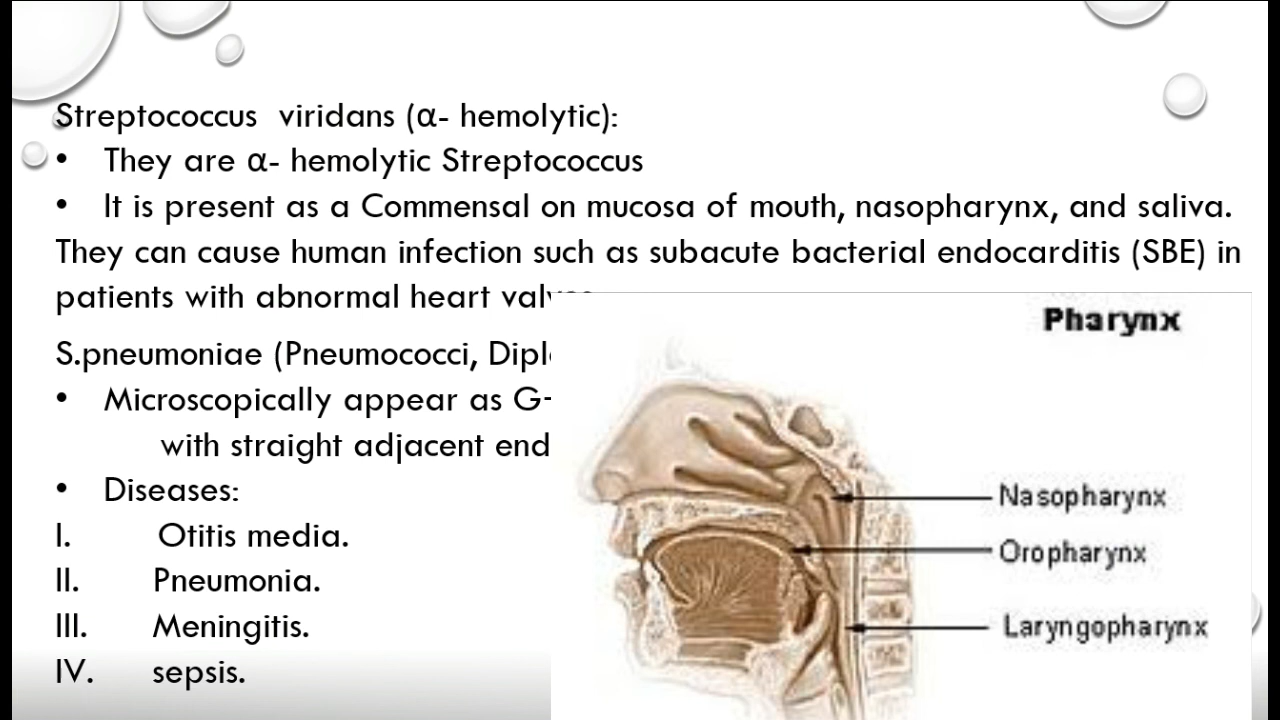 Streptococcus viridans (α- hemolytic):
• They are α- hemolytic Streptococcus
• It is present as a Commensal on mucosa of mouth, nasopharynx, and saliva.
They can cause human infection such as subacute bacterial endocarditis (SBE) in
patients with abnormal heart
S.pneumoniae (Pneumococci,
• Microscopically appear as
with straight adjacent end
• Diseases:
I. Otitis media.
II. Pneumonia.
III. Meningitis.
IV. sepsis.
Pharynx
Nasopharynx
Oropharynx
Laryngopharynx